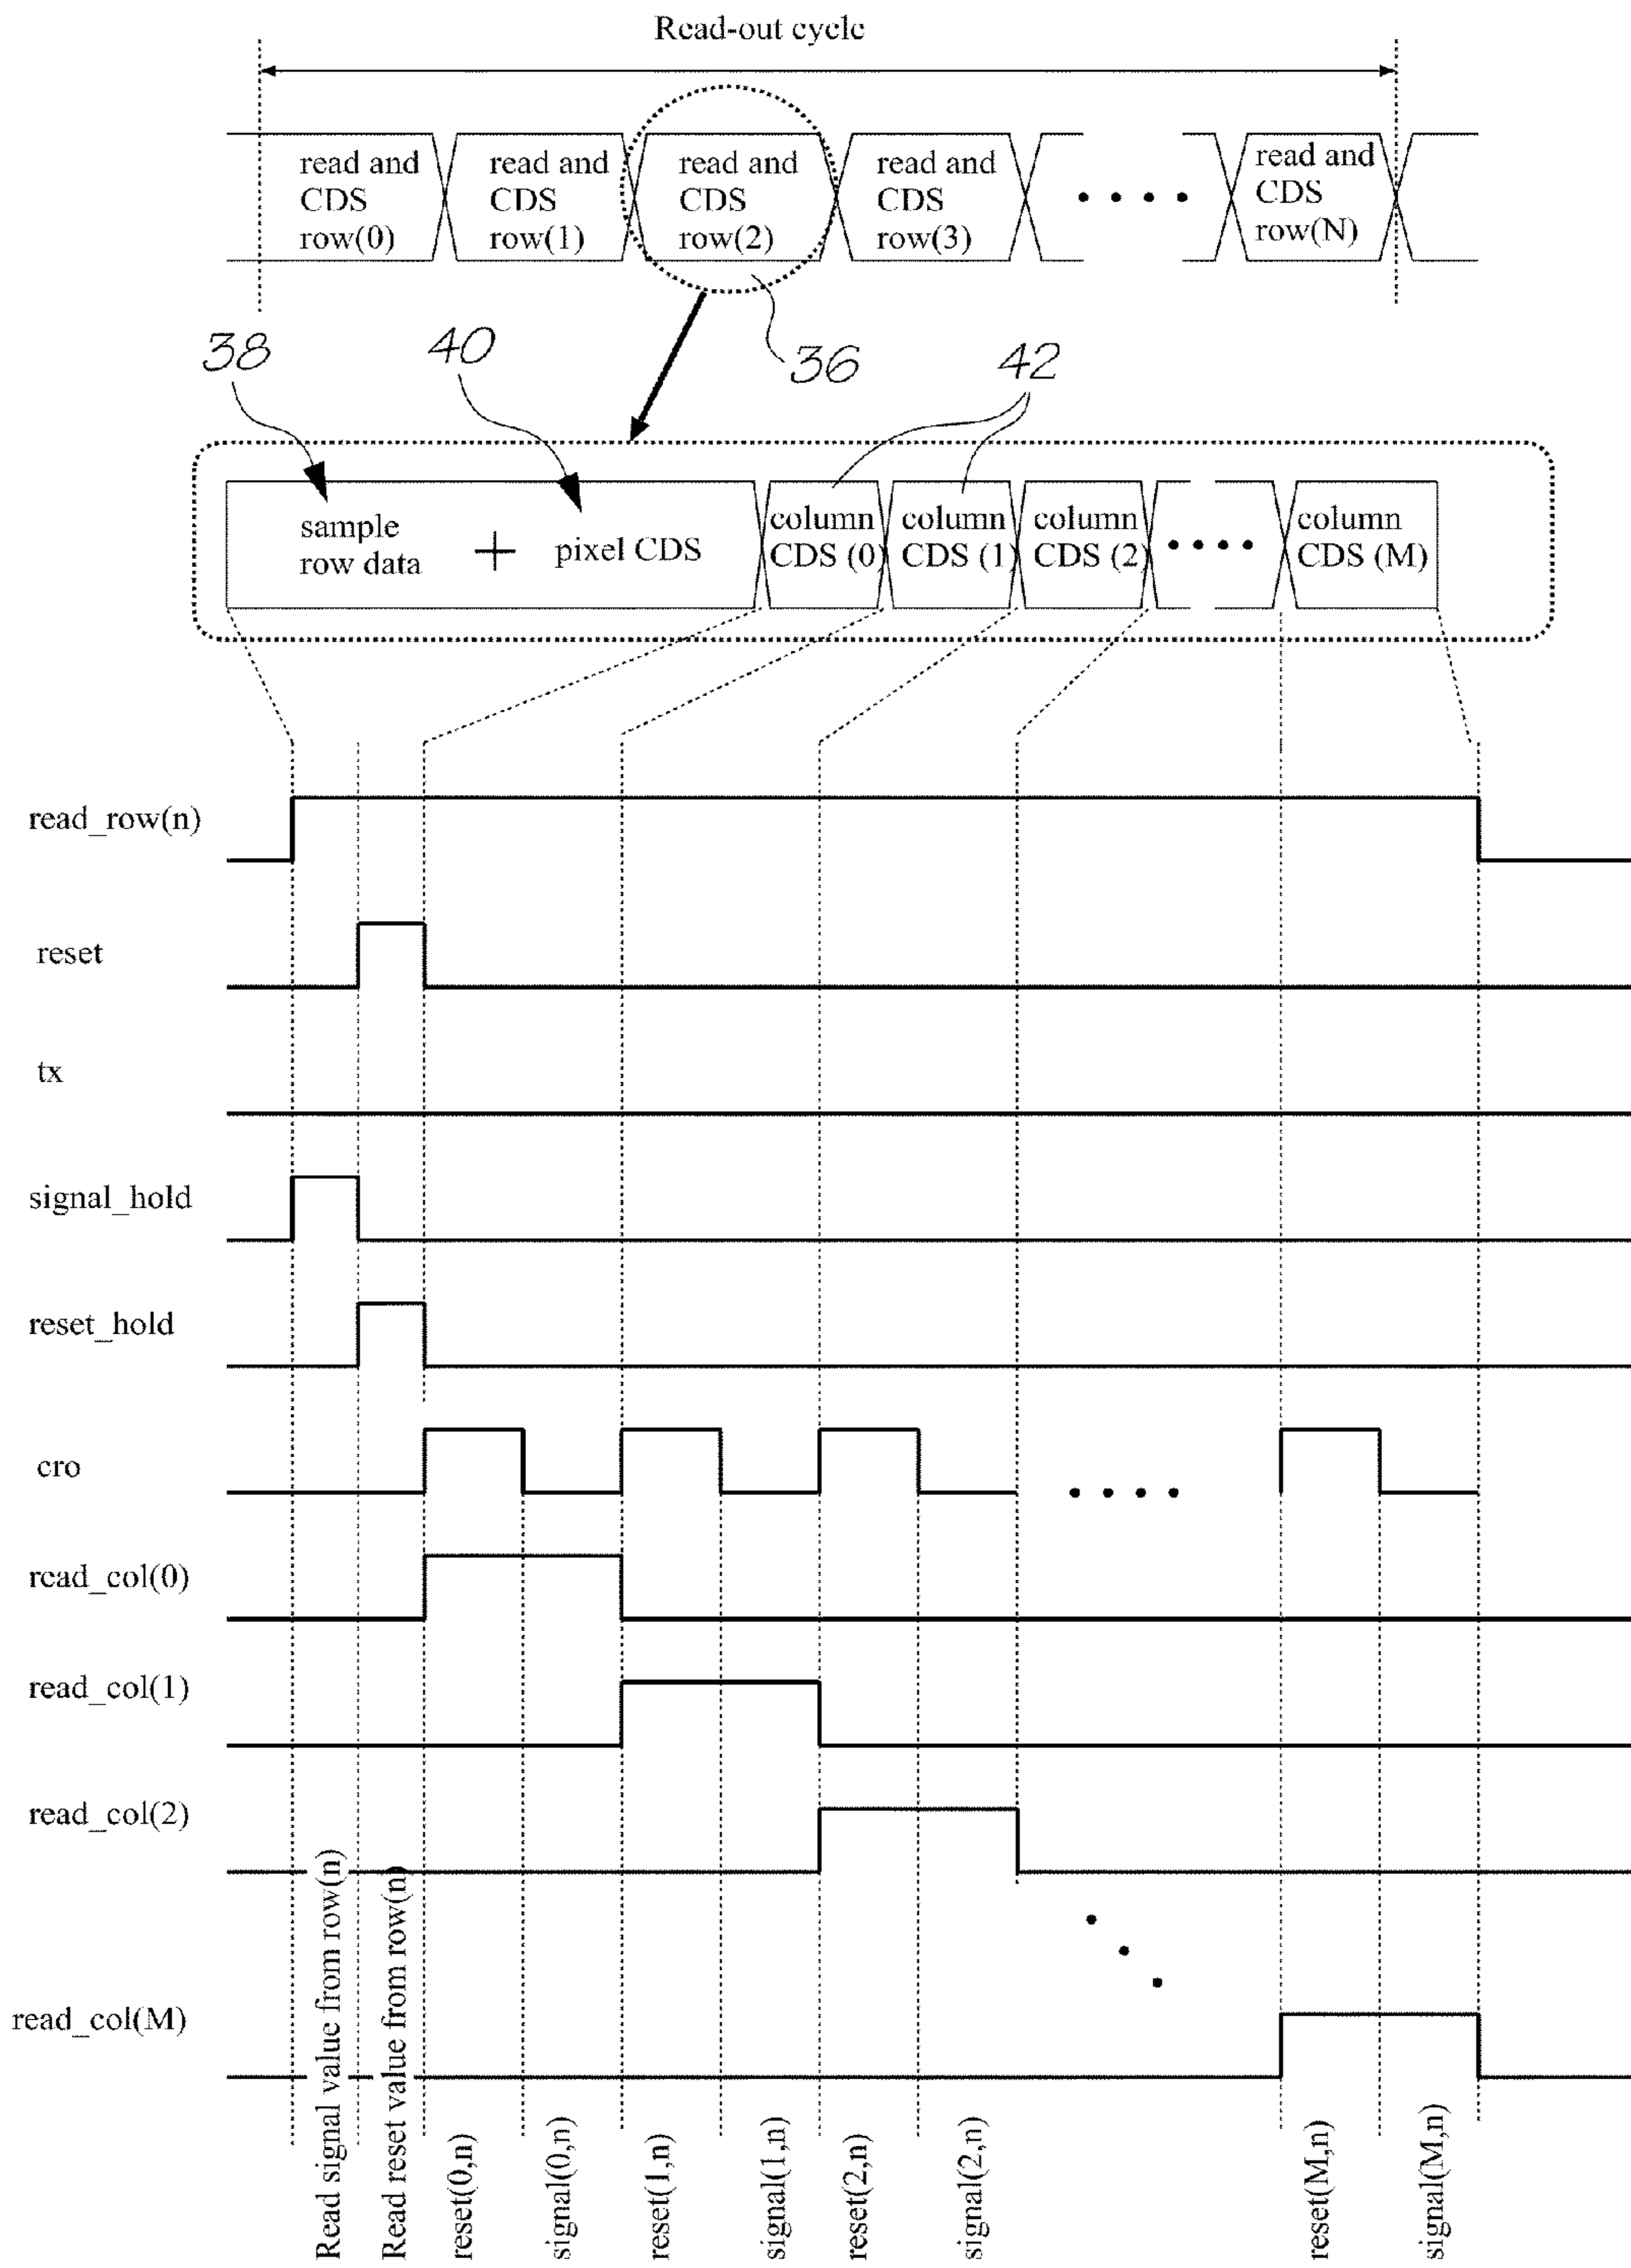 Read-out cycle
read and
CDS
row(0)
read and
CDS
row(1)
read and
CDS
row(2)
read and
CDS
row(3)
read and
CDS
row(N)
38
40
36
42
sample
row data
+
pixel CDS
column
CDS (0)
column
CDS (1)
column
CDS (2)
column
CDS (M)
read_row(n)
reset
tx
signal_hold
reset_hold
cro
read_col(0)
read_col(1)
read_col(2)
read_col(M)
Read signal value from row(n)
Read reset value from row(n)
reset(0,n)
signal(0,n)
reset(1,n)
signal(1,n)
reset(2,n)
signal(2,n)
reset(M,n)
signal(M,n)